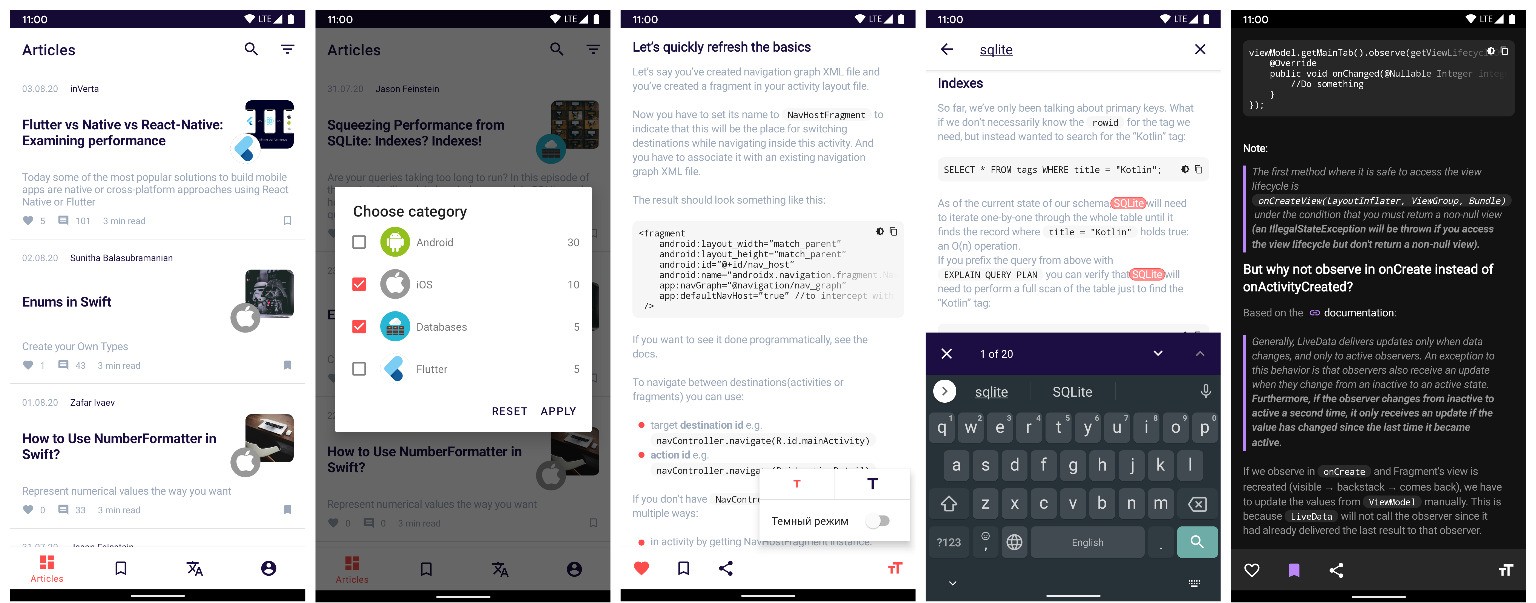 11:00
LTE
Articles
03.08.20 inVerta
Flutter vs Native vs React-Native:
Examining performance
Today some of the most popular solutions to build mobile
apps are native or cross-platform approaches using React
Native or Flutter
5 101 3 min read
02.08.20 Sunitha Balasubramanian
Enums in Swift
Create your Own Types
1 43 3 min read
01.08.20 Zafar Ivaev
How to Use NumberFormatter in
Swift?
Represent numerical values the way you want
0 33 3 min read
31.07.20 Jason Feinstein
Articles
11:00
LTE
Articles
31.07.20 Jason Feinstein
Squeezing Performance from
SQLite: Indexes? Indexes!
Are your queries taking too long to run? In this episode of
Choose category
Android 30
iOS 10
Databases 5
Flutter 5
RESET APPLY
How to Use NumberFormatter in
Swift?
Represent numerical values the way you want
0 0 3 min read
Articles
11:00
LTE
Let's quickly refresh the basics
Let's say you've created navigation graph XML file and
you've created a fragment in your activity layout file.
Now you have to set its name to NavHostFragment to
indicate that this will be the place for switching
destinations while navigating inside this activity. And
you have to associate it with an existing navigation
graph XML file.
The result should look something like this:
<fragment
android:layout_width="match_parent"
android:layout_height="match_parent"
android:id="@+id/nav_host"
android:name="androidx.navigation.fragment.Na
app:navGraph="@navigation/nav_graph"
app:defaultNavHost="true" //to intercept with
/>
If you want to see it done programmatically, see the
docs.
To navigate between destinations(activities or
fragments) you can use:
target destination id e.g.
navController.navigate(R.id.mainActivity)
action id e.g.
If you don't have NavContr
multiple ways:
T T
Темный режим
in activity by getting NavHostFragment instance.
TT
11:00
LTE
sqlite
Indexes
So far, we've only been talking about primary keys. What
if we don't necessarily know the rowid for the tag we
need, but instead wanted to search for the "Kotlin" tag:
SELECT * FROM tags WHERE title = "Kotlin";
As of the current state of our schema, SQLite will need
to iterate one-by-one through the whole table until it
finds the record where title = "Kotlin" holds true:
an O(n) operation.
If you prefix the query from above with
EXPLAIN QUERY PLAN you can verify that SQLite will
need to perform a full scan of the table just to find the
"Kotlin" tag:
1 of 20
sqlite SQLite
q1 w2 e3 r4 t5 y6 u7 i8 o9 p0
a s d f g h j k l
z x c v b n m
?123 , English .
11:00
LTE
viewModel.getMainTab().observe(getViewLifecyc
@Override
public void onChanged(@Nullable Integer integ
//Do something
}
});
Note:
The first method where it is safe to access the view
lifecycle is
onCreateView(LayoutInflater, ViewGroup, Bundle)
under the condition that you must return a non-null view
(an IllegalStateException will be thrown if you access
the view lifecycle but don't return a non-null view).
But why not observe in onCreate instead of
onActivityCreated?
Based on the documentation:
Generally, LiveData delivers updates only when data
changes, and only to active observers. An exception to
this behavior is that observers also receive an update
when they change from an inactive to an active state.
Furthermore, if the observer changes from inactive to
active a second time, it only receives an update if the
value has changed since the last time it became
active.
If we observe in onCreate and Fragment's view is
recreated (visible → backstack → comes back), we have
to update the values from ViewModel manually. This is
because LiveData will not call the observer since it
had already delivered the last result to that observer.
TT